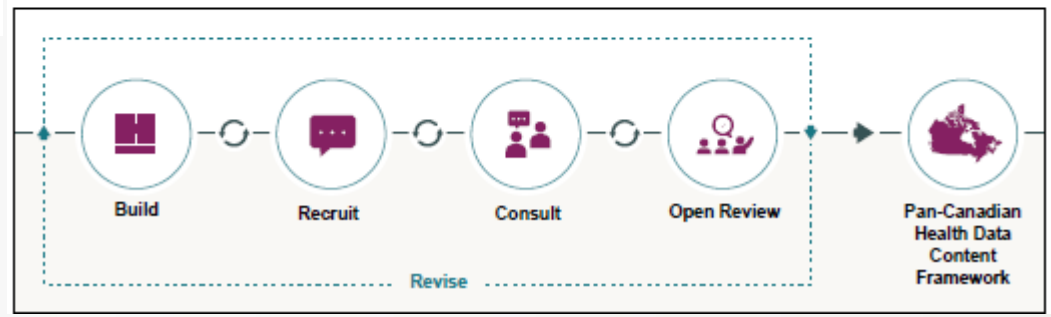 Build
Recruit
Consult
Open Review
Pan-Canadian
Health Data
Content
Framework
Revise